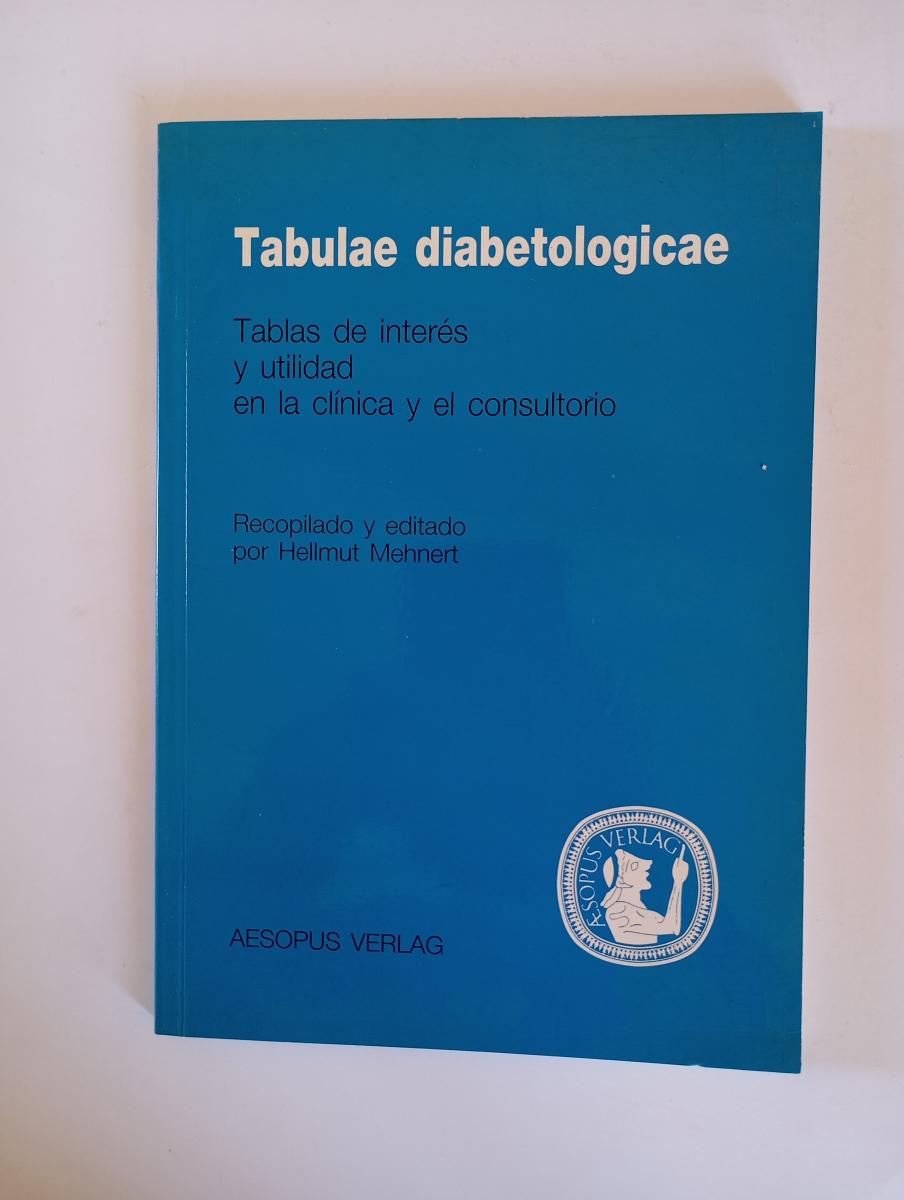 Tabulae diabetologicae
Tablas de interés
y utilidad
en la clínica y el consultorio
Recopilado y editado
por Hellmut Mehnert
ÆSOPUS VERLAG
AESOPUS VERLAG